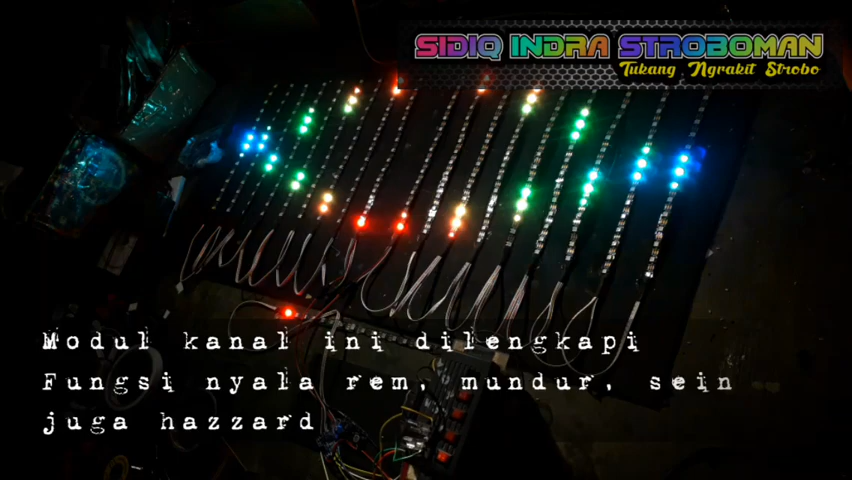 SIDIQ INDRA STROBOMAN
Tukang Ngrakit Strobo
Modul kanal ini dilengkapi
Fungsi nyala rem, mundur, sein
juga hazzard